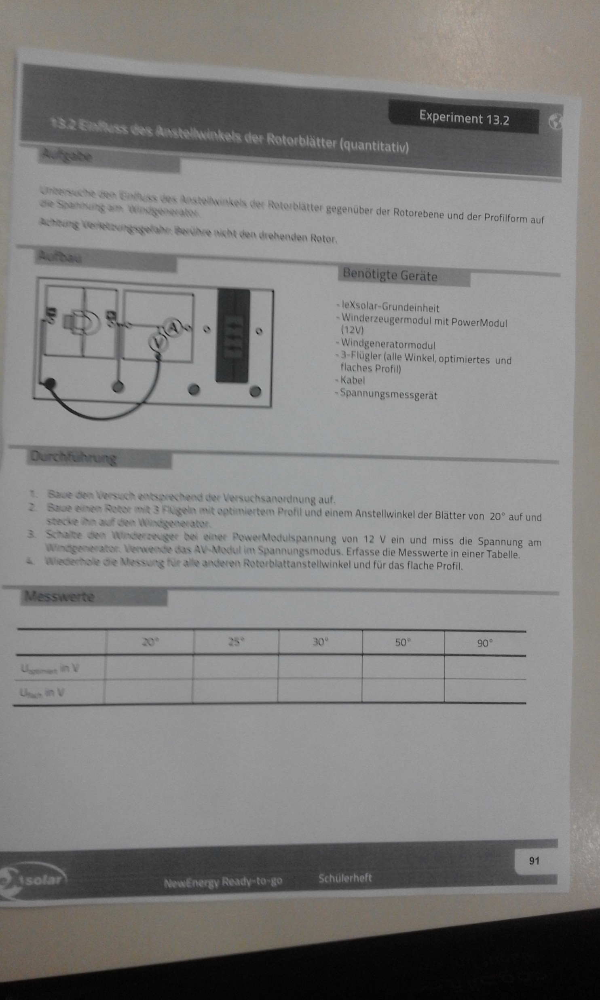 Experiment 13.2
13.2 Einfluss des Anstellwinkels der Rotorblätter (quantitativ)
Aufgabe
Untersuche den Einfluss des Anstellwinkels der Rotorblätter gegenüber der Rotorebene und der Profilform auf
die Spannung am Windgenerator.
Achtung Verletzungsgefahr: Berühre nicht den drehenden Rotor.
Aufbau
A
V
Benötigte Geräte
- leXsolar-Grundeinheit
- Winderzeugermodul mit PowerModul
(12V)
- Windgeneratormodul
- 3-Flügler (alle Winkel, optimiertes und
flaches Profil)
- Kabel
- Spannungsmessgerät
Durchführung
1. Baue den Versuch entsprechend der Versuchsanordnung auf.
2. Baue einen Rotor mit 3 Flügeln mit optimiertem Profil und einem Anstellwinkel der Blätter von 20° auf und
stecke ihn auf den Windgenerator.
3. Schalte den Winderzeuger bei einer PowerModulspannung von 12 V ein und miss die Spannung am
Windgenerator. Verwende das AV-Modul im Spannungsmodus. Erfasse die Messwerte in einer Tabelle.
4. Wiederhole die Messung für alle anderen Rotorblattanstellwinkel und für das flache Profil.
Messwerte
20° 25° 30° 50° 90°
Uoptimiert in V
Uflach in V
91
solar NewEnergy Ready-to-go Schülerheft